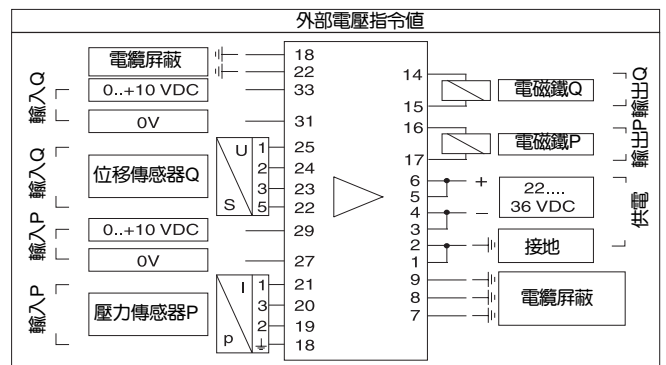 外部電壓指令值
電纜屏蔽
18
22
輸入Q
0..+10 VDC
33
0V
31
輸入Q
位移傳感器Q
U
S
1
2
3
5
25
24
23
22
輸入P
0..+10 VDC
29
0V
27
輸入P
壓力傳感器P
I
p
1
3
2
21
20
19
18
14
15
電磁鐵Q
輸出Q
16
17
電磁鐵P
輸出P
6
5
+
4
3
–
22....
36 VDC
供電
2
1
接地
9
8
7
電纜屏蔽